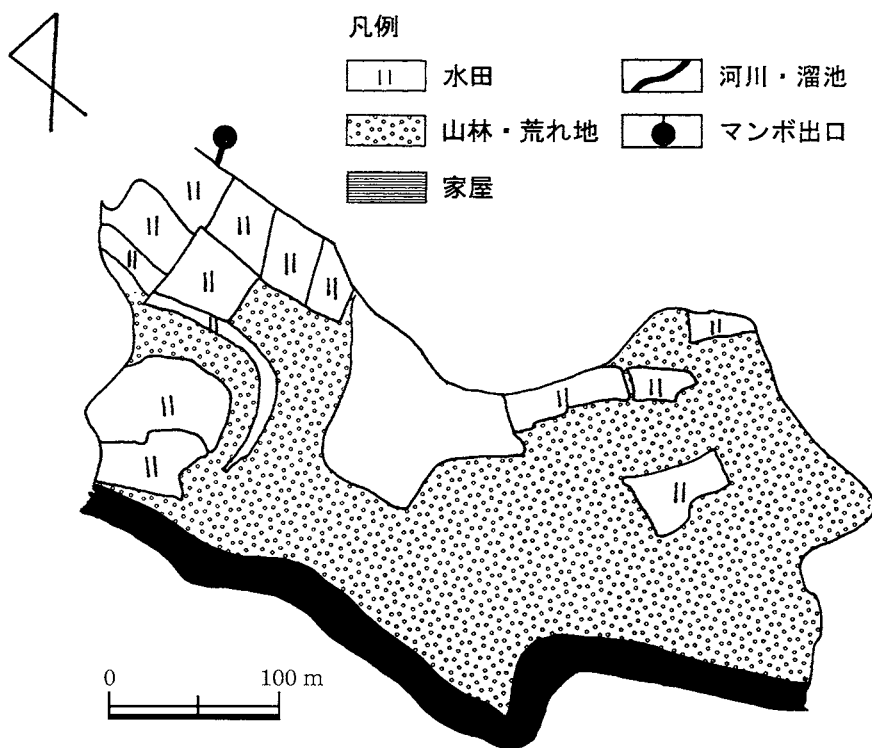 凡例
水田
河川・溜池
山林・荒れ地
マンボ出口
家屋
0 100 m